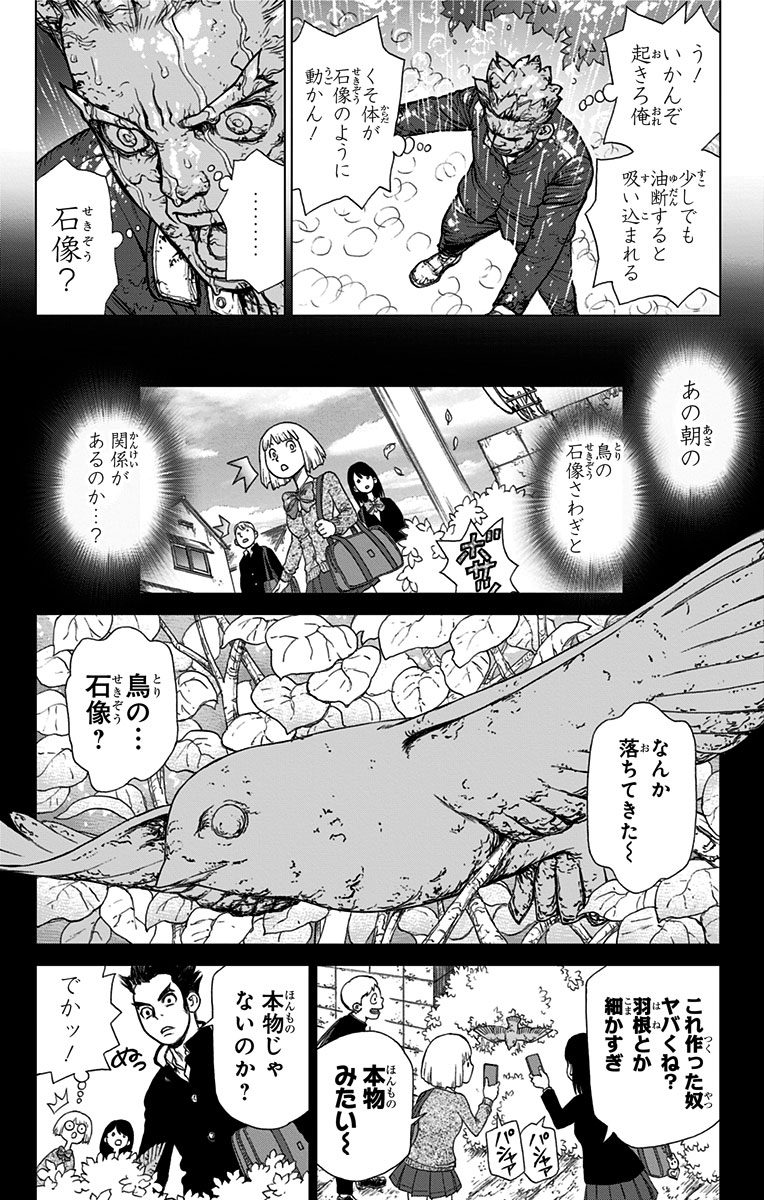 う！
いかんぞ
起きろ俺
少しでも
油断すると
吸い込まれる
くそ体が
石像のように
動かん！
………
石像？
あの朝の
鳥の
石像さわぎと
関係が
あるのか…？
ガサッ
なんか
落ちてきた〜
鳥の…
石像？
これ作った奴
ヤバくね？
羽根とか
細かすぎ
本物
みたい〜
パシャァ
パシャァ
本物じゃ
ないのか？
ぬっ
でかッ！